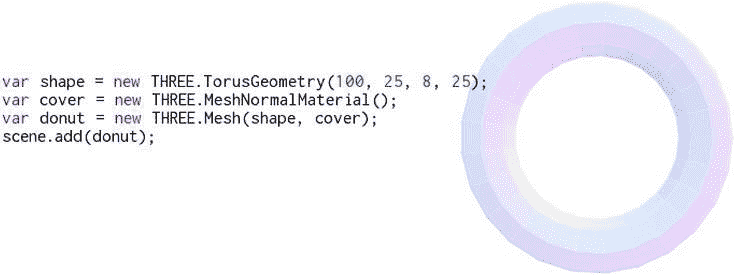 var shape = new THREE.TorusGeometry(100, 25, 8, 25);
var cover = new THREE.MeshNormalMaterial();
var donut = new THREE.Mesh(shape, cover);
scene.add(donut);